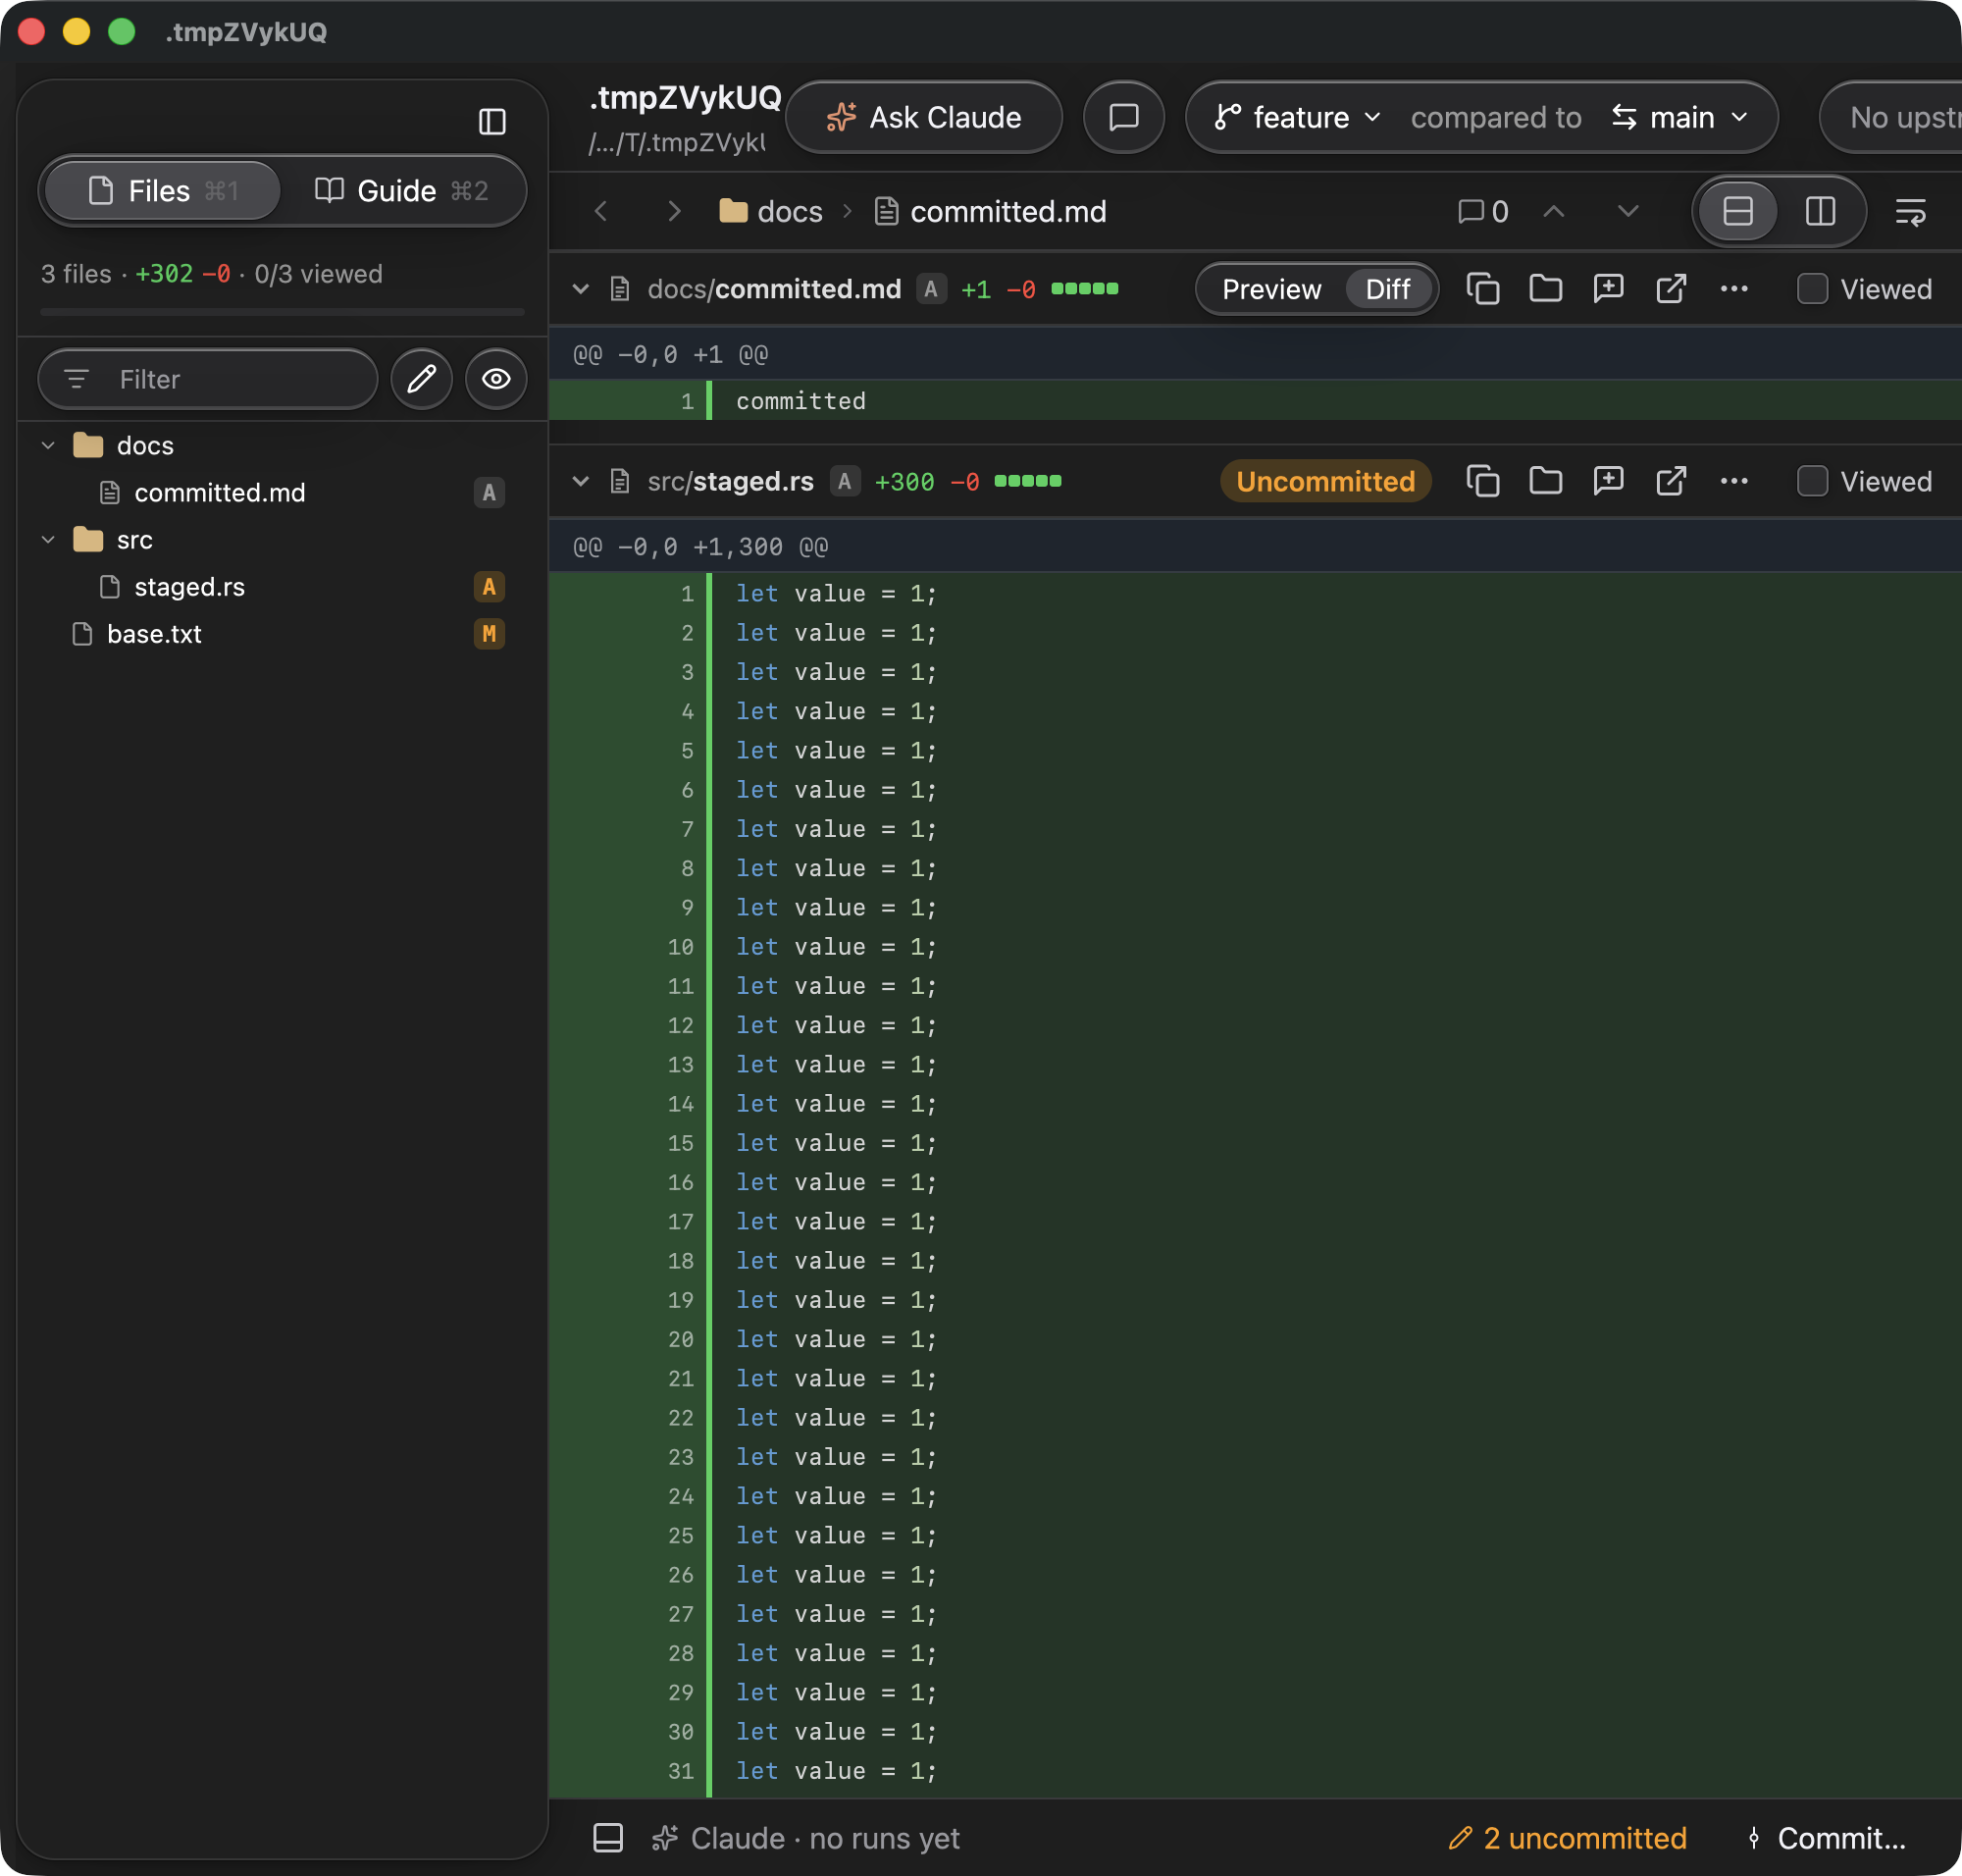 .tmpZVykUQ
Files ⌘1
Guide ⌘2
3 files · +302 −0 · 0/3 viewed
Filter
docs
committed.md A
src
staged.rs A
base.txt M
.tmpZVykUQ
/.../T/.tmpZVykU
Ask Claude
feature compared to main
No upstr
docs › committed.md
0
docs/committed.md A +1 −0
Preview Diff
Viewed
@@ −0,0 +1 @@
1 committed
src/staged.rs A +300 −0
Uncommitted
Viewed
@@ −0,0 +1,300 @@
1 let value = 1;
2 let value = 1;
3 let value = 1;
4 let value = 1;
5 let value = 1;
6 let value = 1;
7 let value = 1;
8 let value = 1;
9 let value = 1;
10 let value = 1;
11 let value = 1;
12 let value = 1;
13 let value = 1;
14 let value = 1;
15 let value = 1;
16 let value = 1;
17 let value = 1;
18 let value = 1;
19 let value = 1;
20 let value = 1;
21 let value = 1;
22 let value = 1;
23 let value = 1;
24 let value = 1;
25 let value = 1;
26 let value = 1;
27 let value = 1;
28 let value = 1;
29 let value = 1;
30 let value = 1;
31 let value = 1;
Claude · no runs yet
2 uncommitted
Commit...